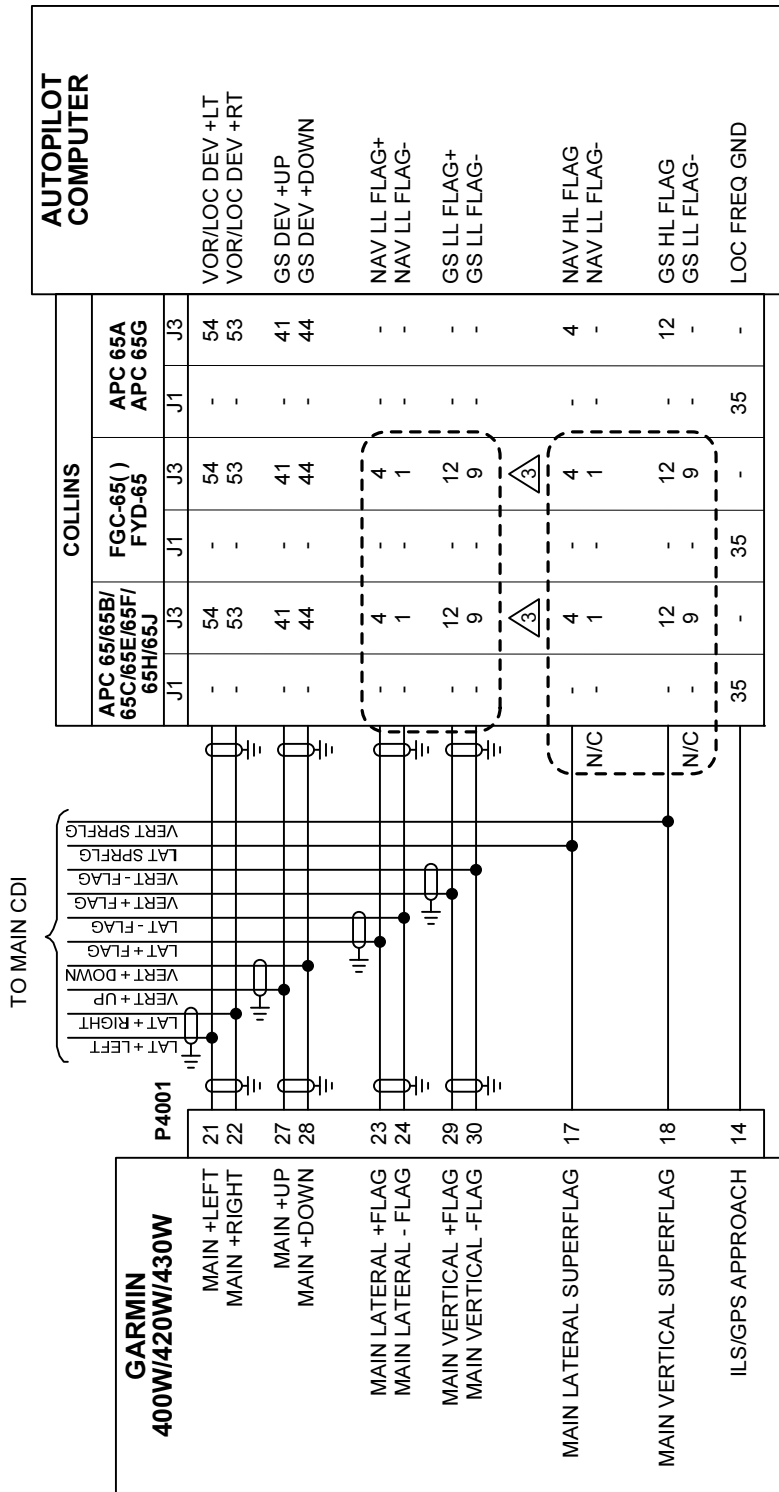 GARMIN
400W/420W/430W
P4001
MAIN +LEFT 21
MAIN +RIGHT 22
MAIN +UP 27
MAIN +DOWN 28
MAIN LATERAL +FLAG 23
MAIN LATERAL - FLAG 24
MAIN VERTICAL +FLAG 29
MAIN VERTICAL -FLAG 30
MAIN LATERAL SUPERFLAG 17
MAIN VERTICAL SUPERFLAG 18
ILS/GPS APPROACH 14
TO MAIN CDI
LAT + LEFT
LAT + RIGHT
VERT + UP
VERT + DOWN
LAT + FLAG
LAT - FLAG
VERT + FLAG
VERT - FLAG
LAT SPRFLG
VERT SPRFLG
COLLINS
APC 65/65B/
65C/65E/65F/
65H/65J
FGC-65( )
FYD-65
APC 65A
APC 65G
J1 J3 J1 J3 J1 J3
AUTOPILOT
COMPUTER
- 54 - 54 - 54 VOR/LOC DEV +LT
- 53 - 53 - 53 VOR/LOC DEV +RT
- 41 - 41 - 41 GS DEV +UP
- 44 - 44 - 44 GS DEV +DOWN
- 4 - 4 - - NAV LL FLAG+
- 1 - 1 - - NAV LL FLAG-
- 12 - 12 - - GS LL FLAG+
- 9 - 9 - - GS LL FLAG-
3 3
- 4 - 4 - 4 NAV HL FLAG
N/C - 1 - 1 - - NAV LL FLAG-
- 12 - 12 - 12 GS HL FLAG
N/C - 9 - 9 - - GS LL FLAG-
35 - 35 - 35 - LOC FREQ GND